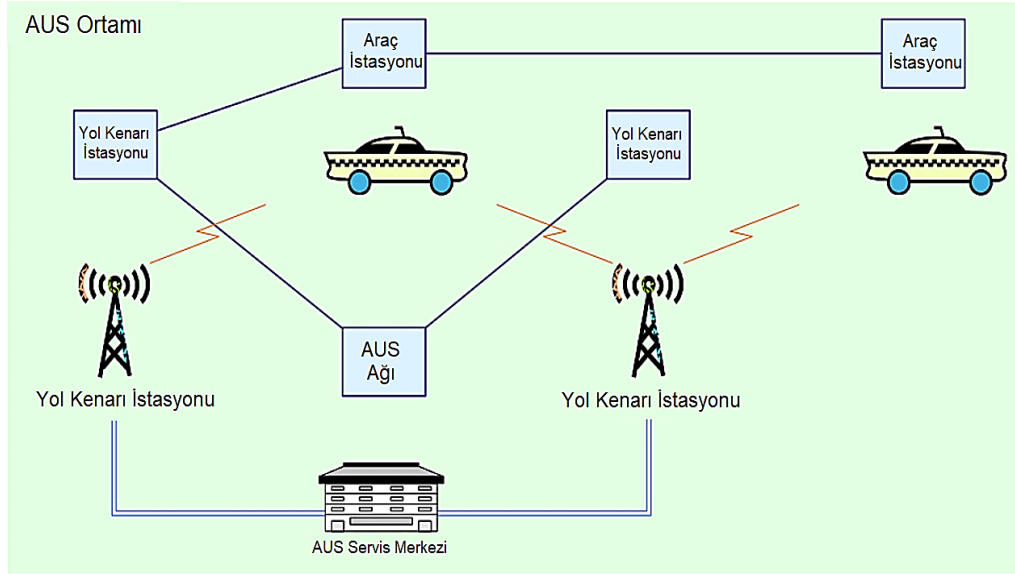 AUS Ortamı
Araç
İstasyonu
Araç
İstasyonu
Yol Kenarı
İstasyonu
Yol Kenarı
İstasyonu
AUS
Ağı
Yol Kenarı İstasyonu
Yol Kenarı İstasyonu
AUS Servis Merkezi